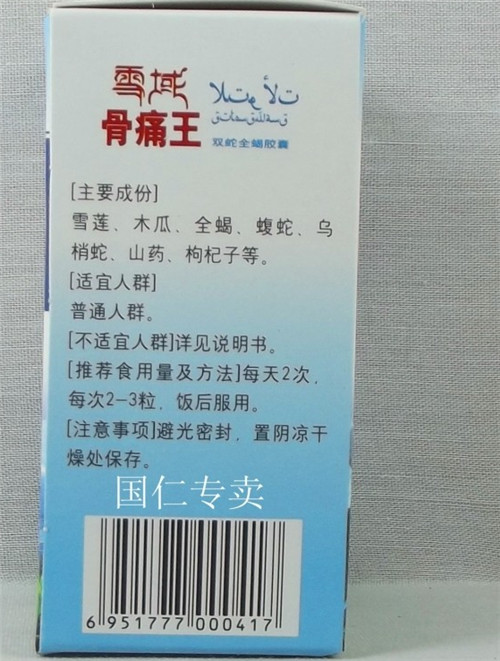 雪域
骨痛王
双蛇全蝎胶囊
[主要成份]
雪莲、木瓜、全蝎、蝮蛇、乌
梢蛇、山药、枸杞子等。
[适宜人群]
普通人群。
[不适宜人群]详见说明书。
[推荐食用量及方法]每天2次,
每次2-3粒，饭后服用。
[注意事项]避光密封，置阴凉干
燥处保存。
国仁专卖
6 951777 000417